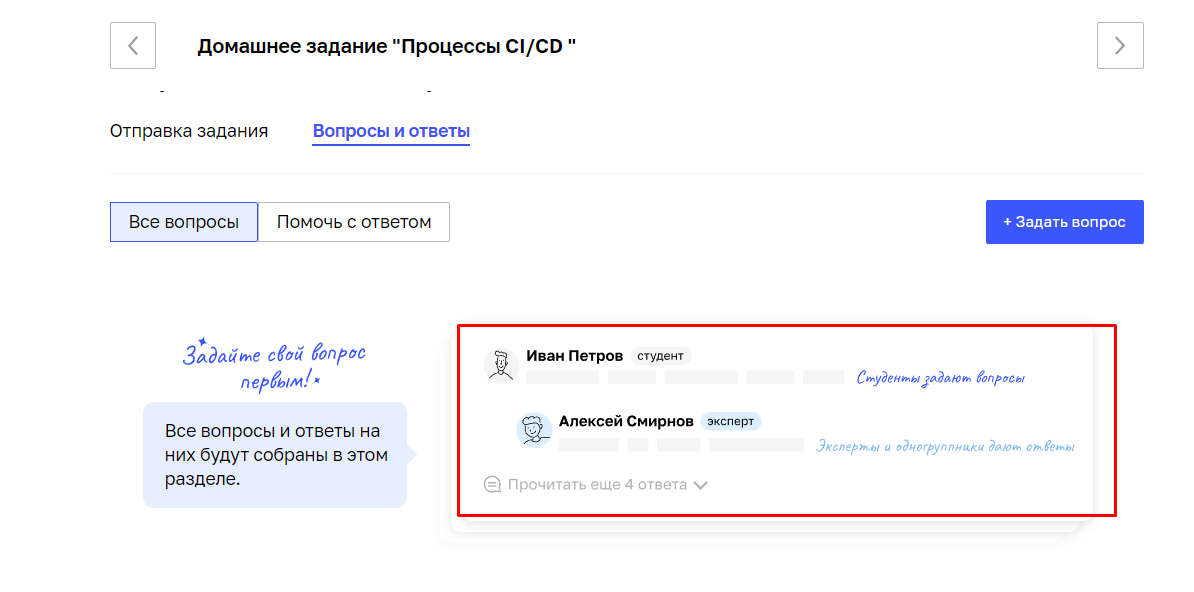 Домашнее задание "Процессы CI/CD "
Отправка задания
Вопросы и ответы
Все вопросы
Помочь с ответом
+ Задать вопрос
Задайте свой вопрос
первым!
Все вопросы и ответы на
них будут собраны в этом
разделе.
Иван Петров студент
Студенты задают вопросы
Алексей Смирнов эксперт
Эксперты и одногруппники дают ответы
Прочитать еще 4 ответа